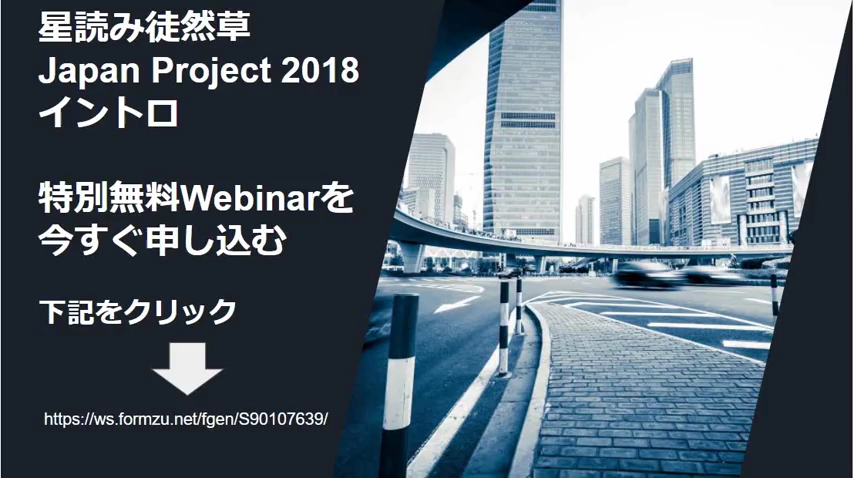 星読み徒然草
Japan Project 2018
イントロ
特別無料Webinarを
今すぐ申し込む
下記をクリック
https://ws.formzu.net/fgen/S90107639/